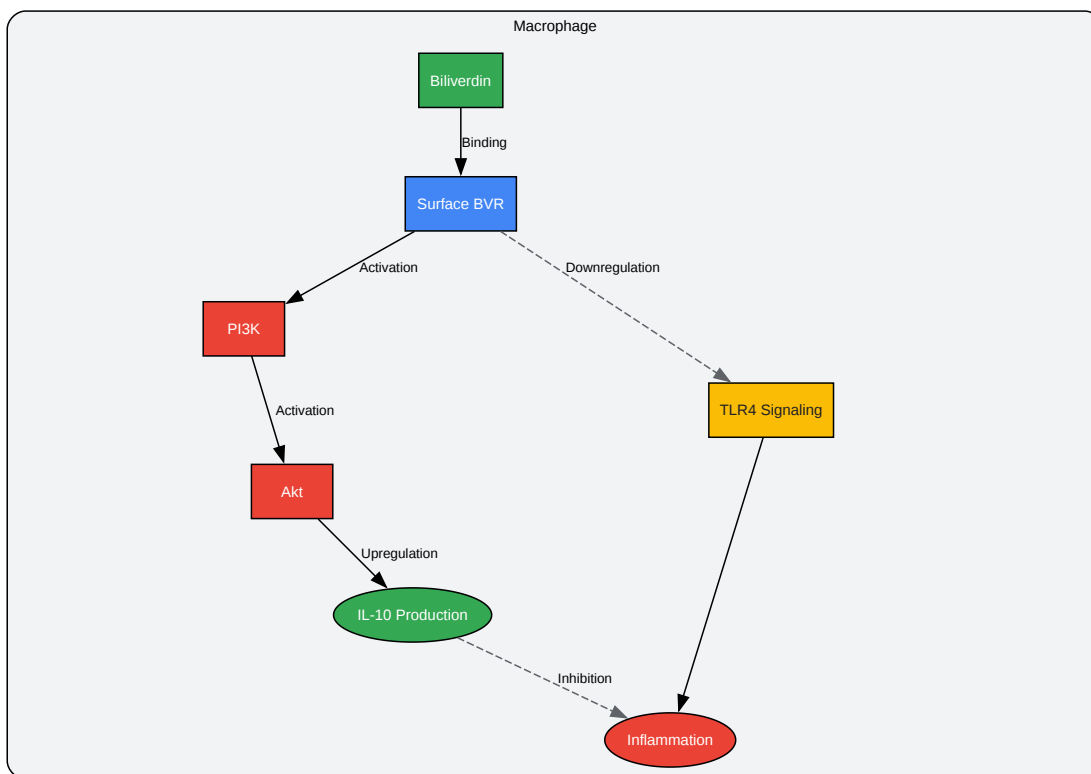 Macrophage
Biliverdin
Binding
Surface BVR
Activation
Downregulation
PI3K
Activation
TLR4 Signaling
Akt
Upregulation
IL-10 Production
Inhibition
Inflammation